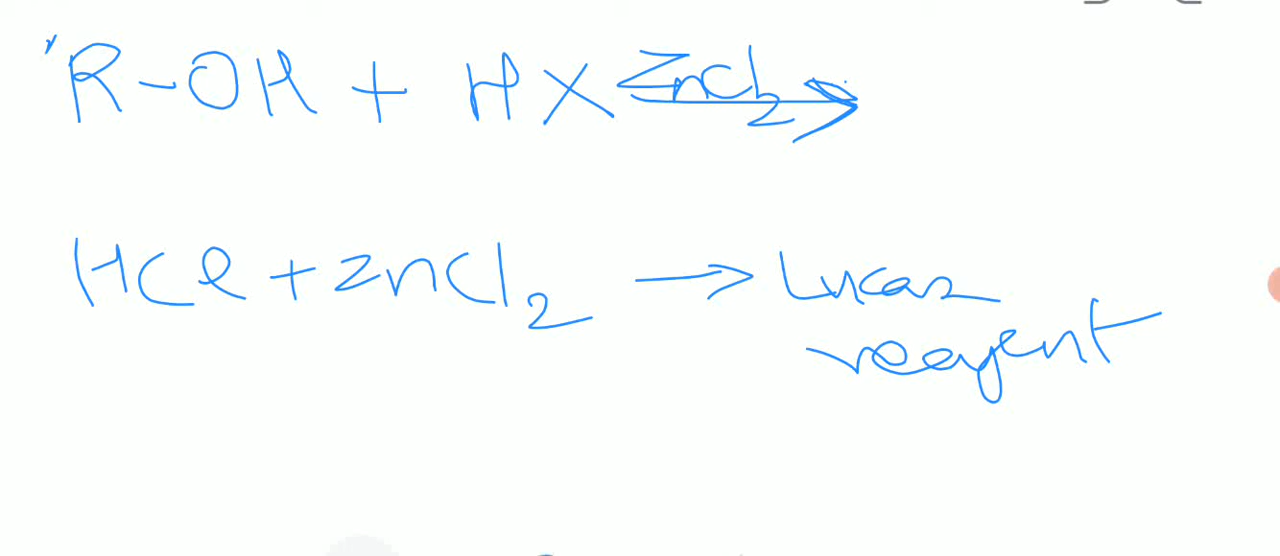 R-OH + HX ZnCl2→
HCl + ZnCl2 → Lucas
reagent